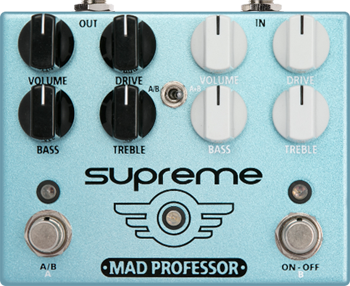 OUT IN
VOLUME DRIVE VOLUME DRIVE
A/B A-B
BASS TREBLE BASS TREBLE
supreme
A/B ON - OFF
A B
· MAD PROFESSOR ·